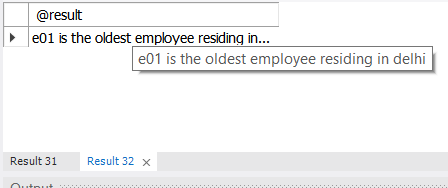 @result
e01 is the oldest employee residing in...
e01 is the oldest employee residing in delhi
Result 31 Result 32 ×
Output